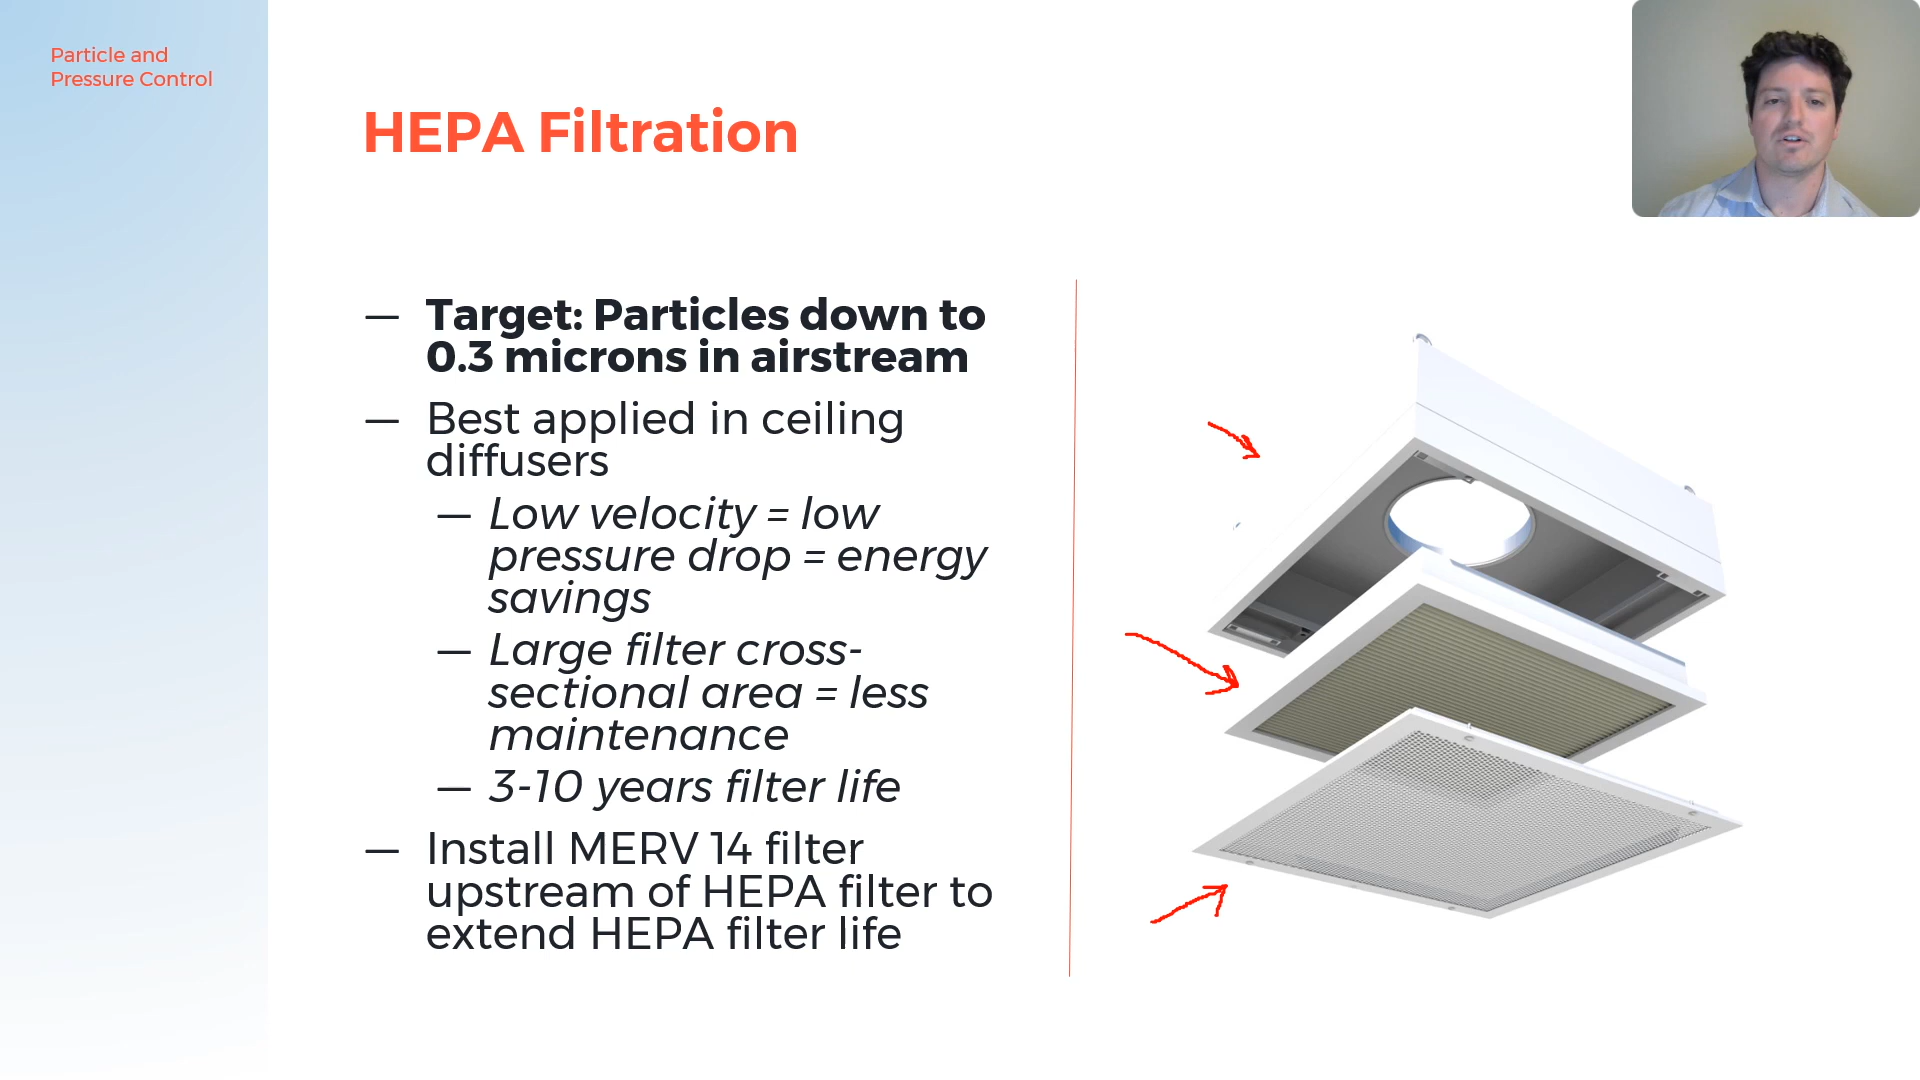 Particle and
Pressure Control
HEPA Filtration
— Target: Particles down to
0.3 microns in airstream
— Best applied in ceiling
diffusers
— Low velocity = low
pressure drop = energy
savings
— Large filter cross-
sectional area = less
maintenance
— 3-10 years filter life
— Install MERV 14 filter
upstream of HEPA filter to
extend HEPA filter life